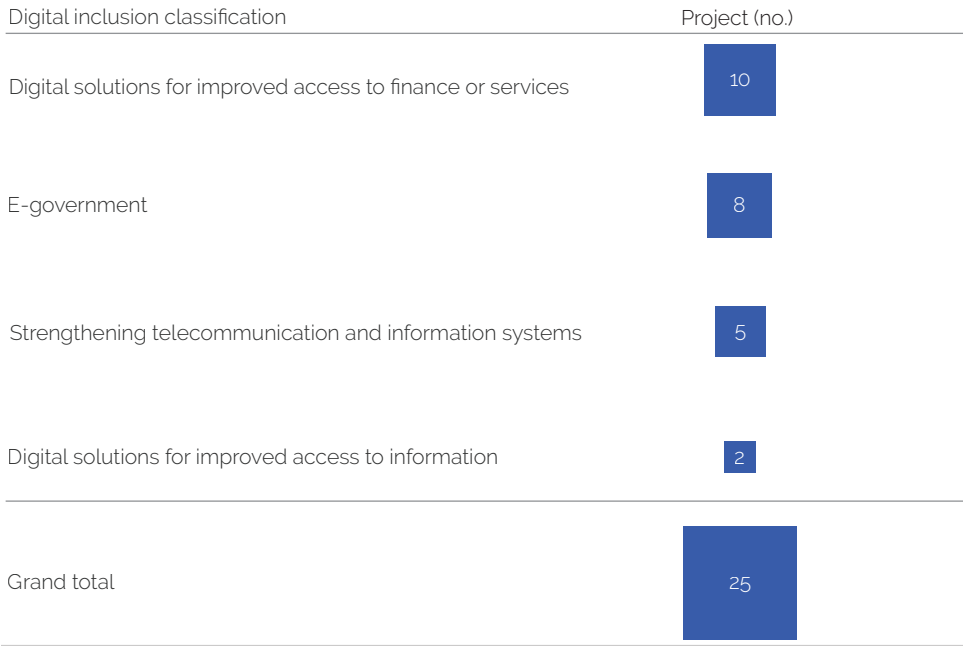 Digital inclusion classification Project (no.)
Digital solutions for improved access to finance or services 10
E-government 8
Strengthening telecommunication and information systems 5
Digital solutions for improved access to information 2
Grand total 25